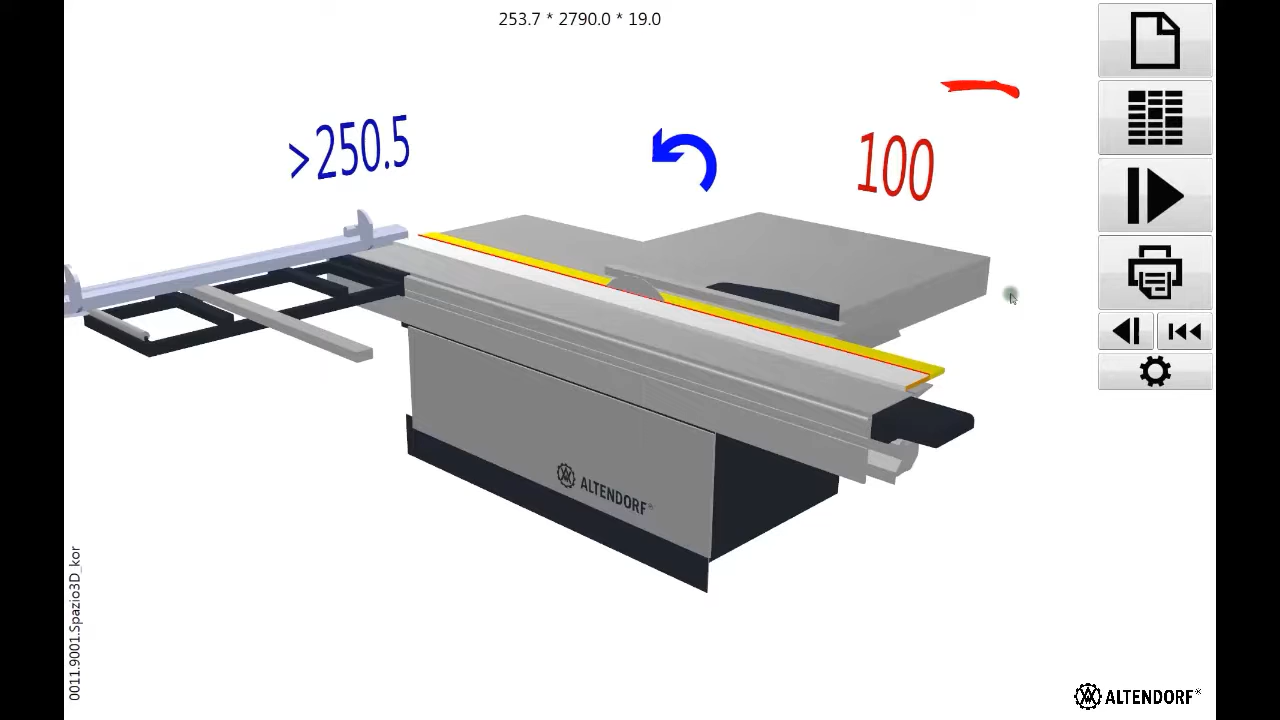 253.7 * 2790.0 * 19.0
>250.5
100
ALTENDORF®
0011.9001.Spazio3D_kor
ALTENDORF®